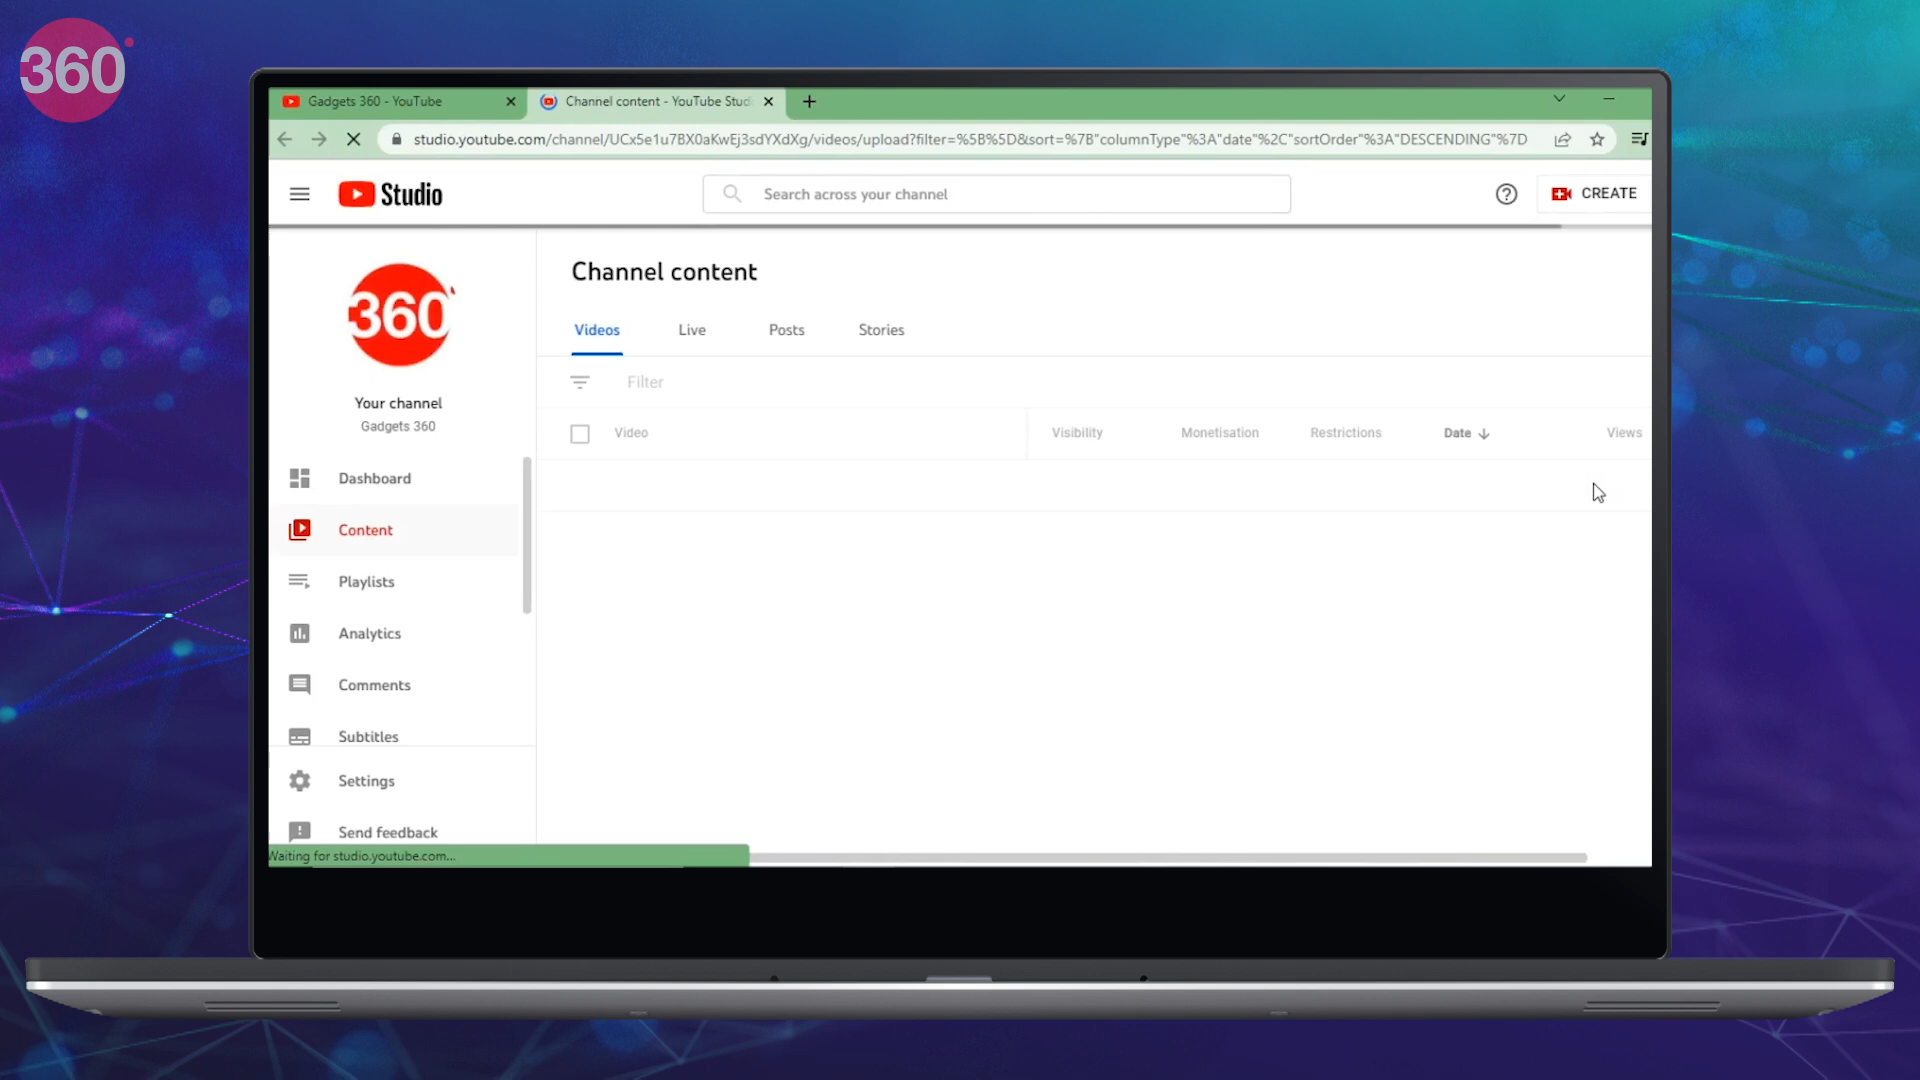 360
Gadgets 360 - YouTube
Channel content - YouTube Stud
studio.youtube.com/channel/UCx5e1u7BX0aKwEj3sdYXdXg/videos/upload?filter=%5B%5D&sort=%7B"columnType"%3A"date"%2C"sortOrder"%3A"DESCENDING"%7D
Studio
Search across your channel
CREATE
360
Your channel
Gadgets 360
Dashboard
Content
Playlists
Analytics
Comments
Subtitles
Settings
Send feedback
Channel content
Videos Live Posts Stories
Filter
Video Visibility Monetisation Restrictions Date Views
Waiting for studio.youtube.com...